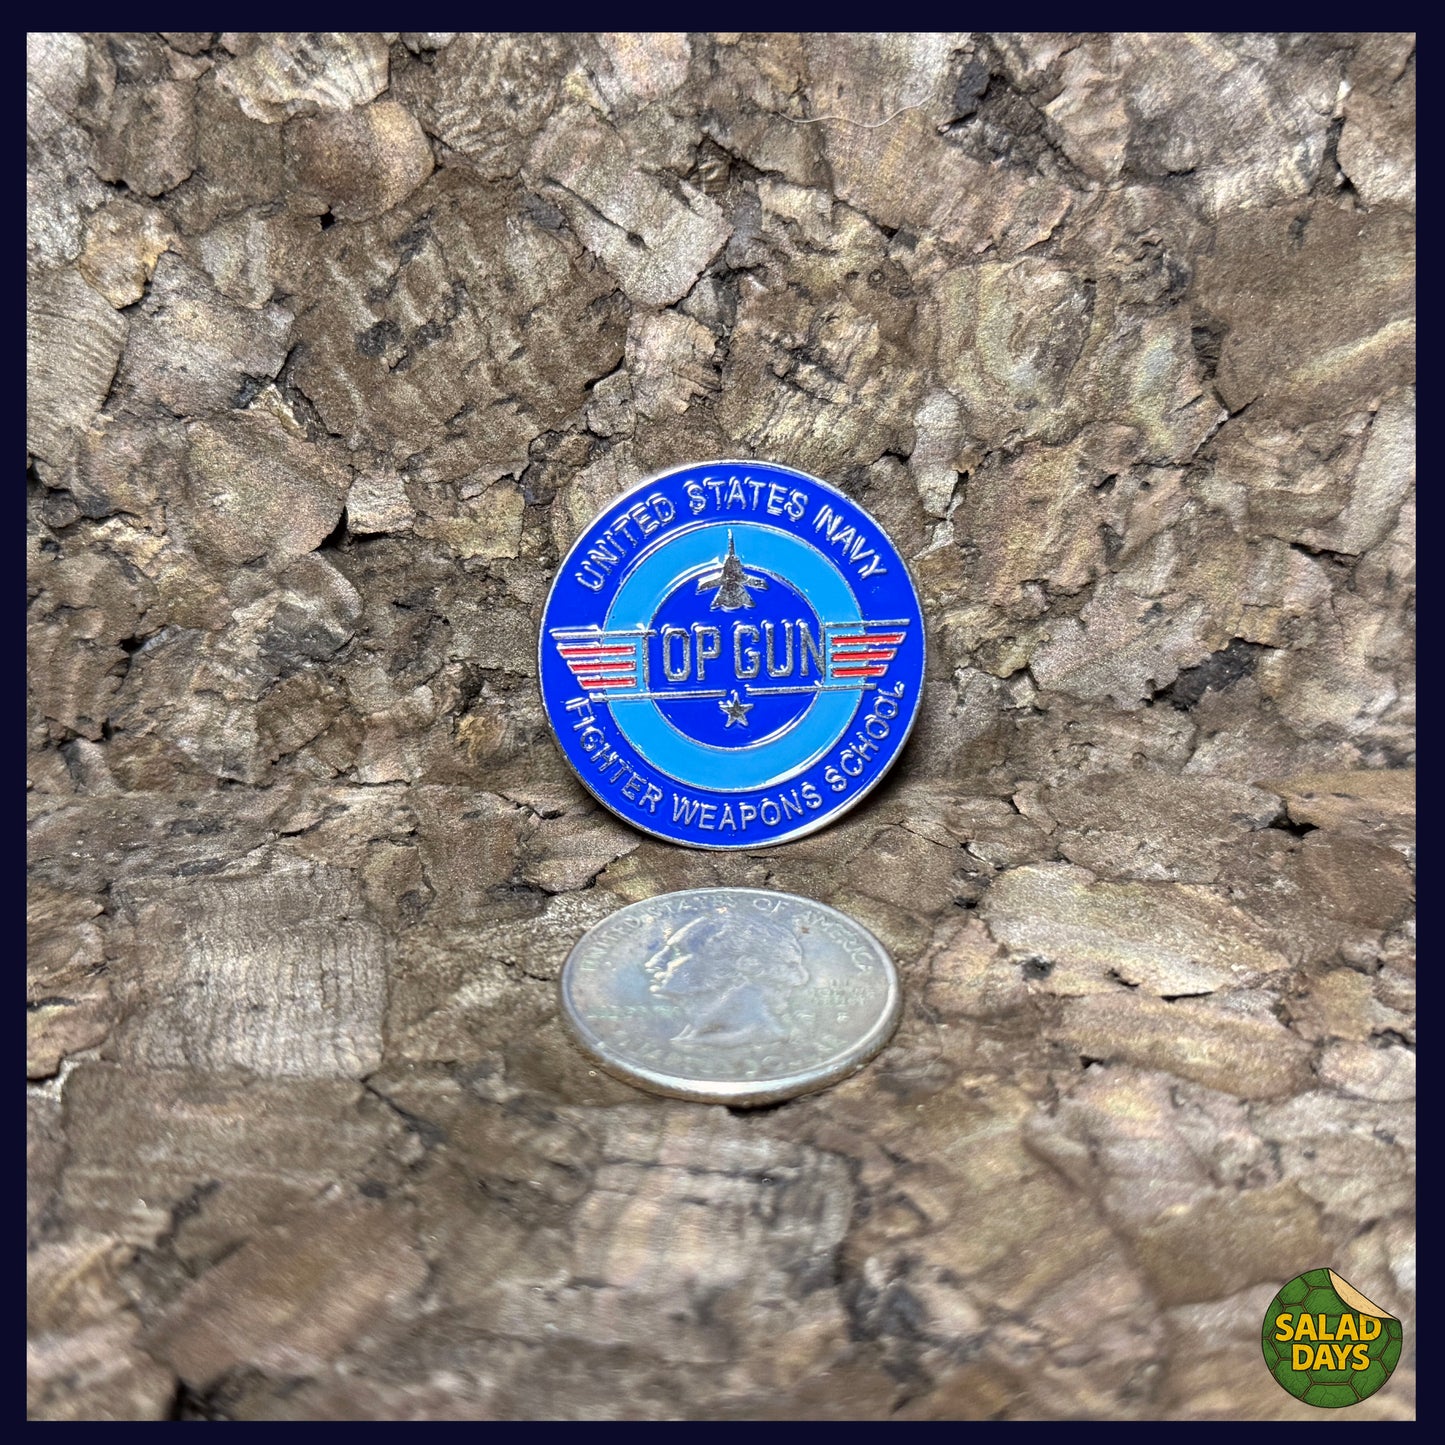 UNITED STATES NAVY
TOP GUN
FIGHTER WEAPONS SCHOOL
UNITED STATES OF AMERICA
SALAD
DAYS